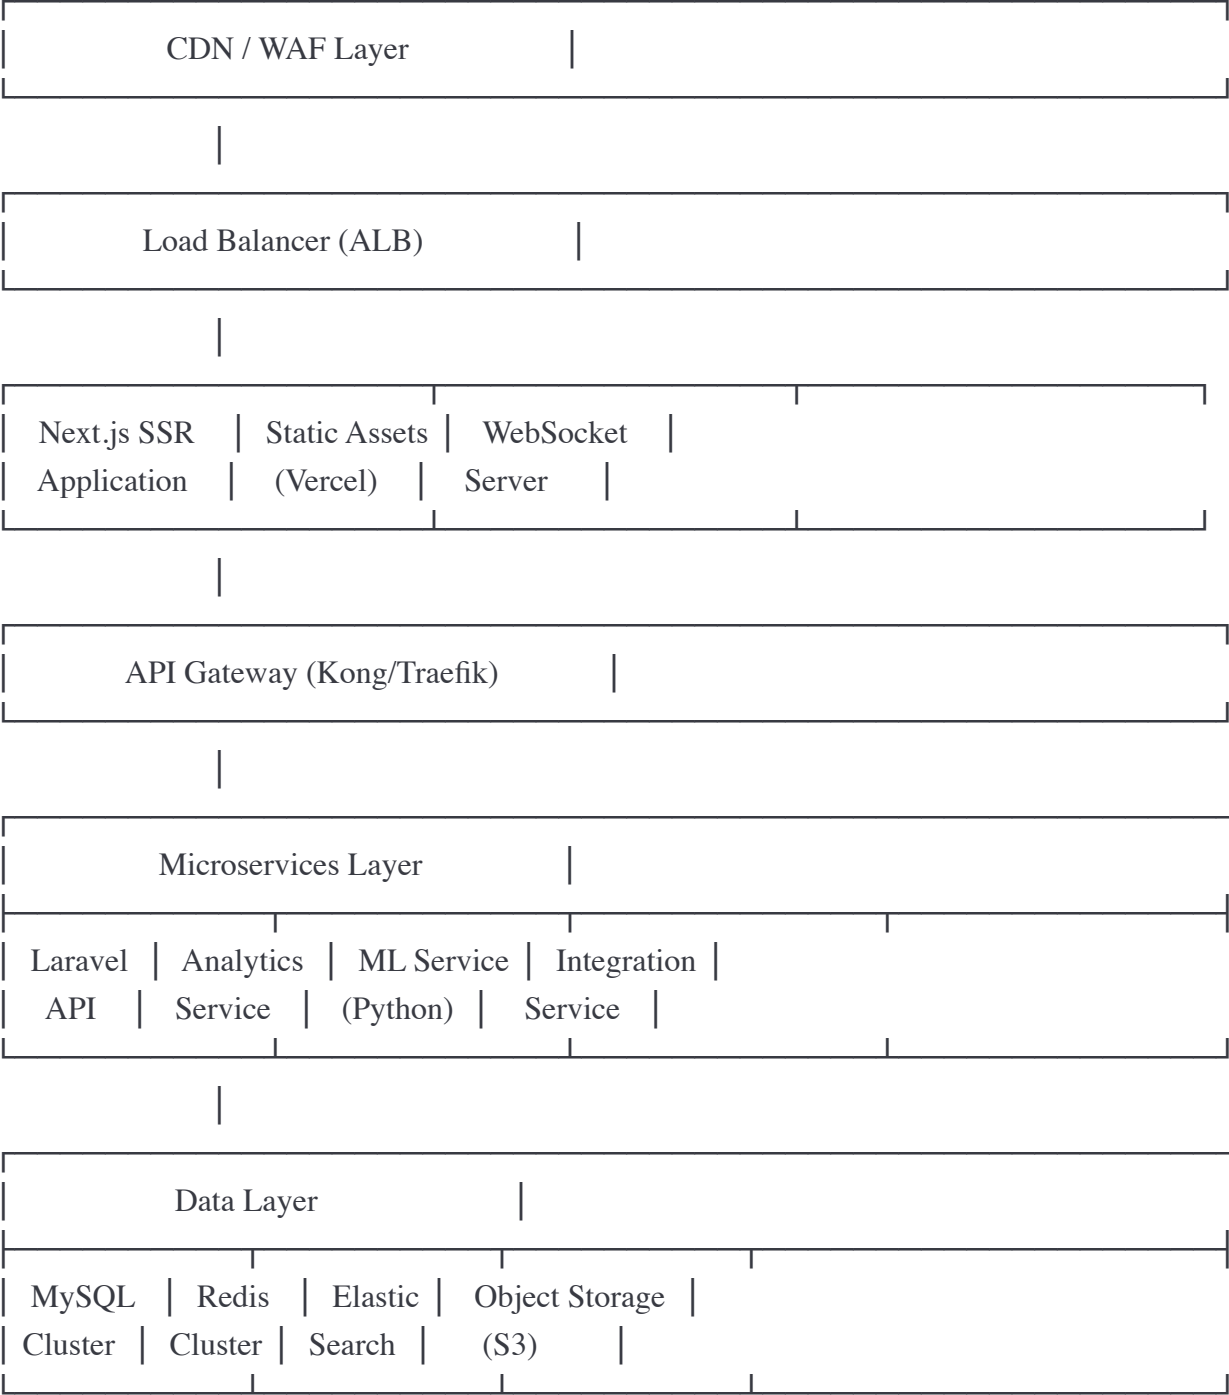 CDN / WAF Layer
Load Balancer (ALB)
Next.js SSR │ Static Assets │ WebSocket │
Application │ (Vercel) │ Server │
API Gateway (Kong/Traefik)
Microservices Layer
Laravel │ Analytics │ ML Service │ Integration │
API │ Service │ (Python) │ Service │
Data Layer
MySQL │ Redis │ Elastic │ Object Storage │
Cluster │ Cluster │ Search │ (S3) │